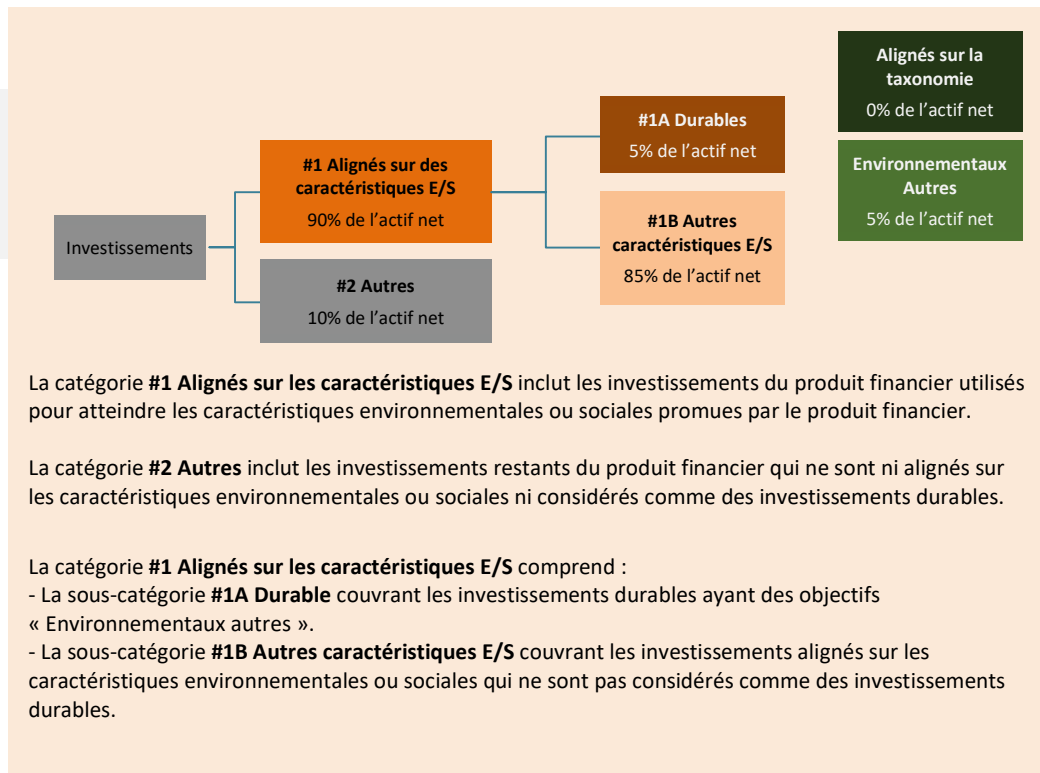 Alignés sur la
taxonomie
0% de l’actif net
#1A Durables
5% de l’actif net
#1 Alignés sur des
caractéristiques E/S
90% de l’actif net
Environnementaux
Autres
5% de l’actif net
Investissements
#1B Autres
caractéristiques E/S
85% de l’actif net
#2 Autres
10% de l’actif net
La catégorie #1 Alignés sur les caractéristiques E/S inclut les investissements du produit financier utilisés
pour atteindre les caractéristiques environnementales ou sociales promues par le produit financier.
La catégorie #2 Autres inclut les investissements restants du produit financier qui ne sont ni alignés sur
les caractéristiques environnementales ou sociales ni considérés comme des investissements durables.
La catégorie #1 Alignés sur les caractéristiques E/S comprend :
- La sous-catégorie #1A Durable couvrant les investissements durables ayant des objectifs
« Environnementaux autres ».
- La sous-catégorie #1B Autres caractéristiques E/S couvrant les investissements alignés sur les
caractéristiques environnementales ou sociales qui ne sont pas considérés comme des investissements
durables.